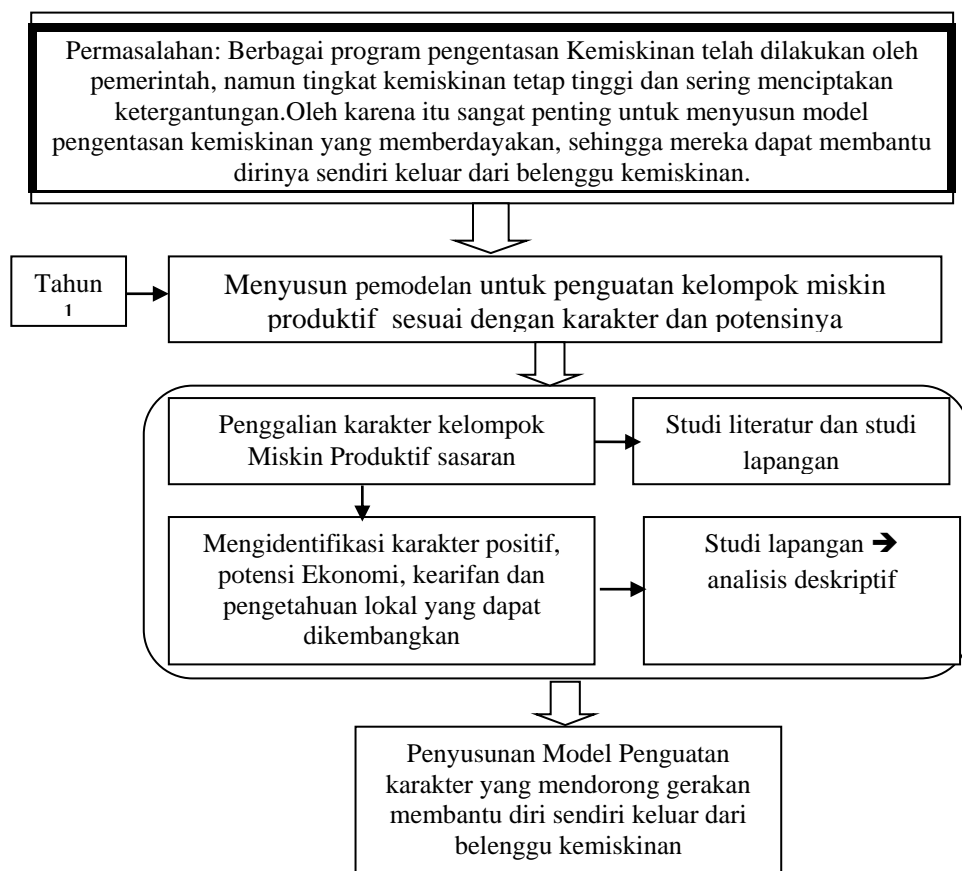 Permasalahan: Berbagai program pengentasan Kemiskinan telah dilakukan oleh
pemerintah, namun tingkat kemiskinan tetap tinggi dan sering menciptakan
ketergantungan.Oleh karena itu sangat penting untuk menyusun model
pengentasan kemiskinan yang memberdayakan, sehingga mereka dapat membantu
dirinya sendiri keluar dari belenggu kemiskinan.
Tahun
1
Menyusun pemodelan untuk penguatan kelompok miskin
produktif sesuai dengan karakter dan potensinya
Penggalian karakter kelompok
Miskin Produktif sasaran
Studi literatur dan studi
lapangan
Mengidentifikasi karakter positif,
potensi Ekonomi, kearifan dan
pengetahuan lokal yang dapat
dikembangkan
Studi lapangan ➔
analisis deskriptif
Penyusunan Model Penguatan
karakter yang mendorong gerakan
membantu diri sendiri keluar dari
belenggu kemiskinan